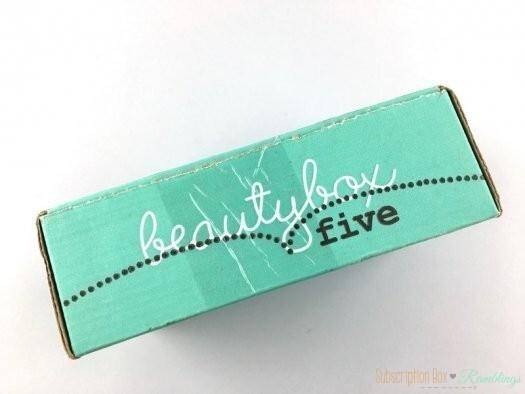 beautybox
five
Subscription Box ♥ Ramblings